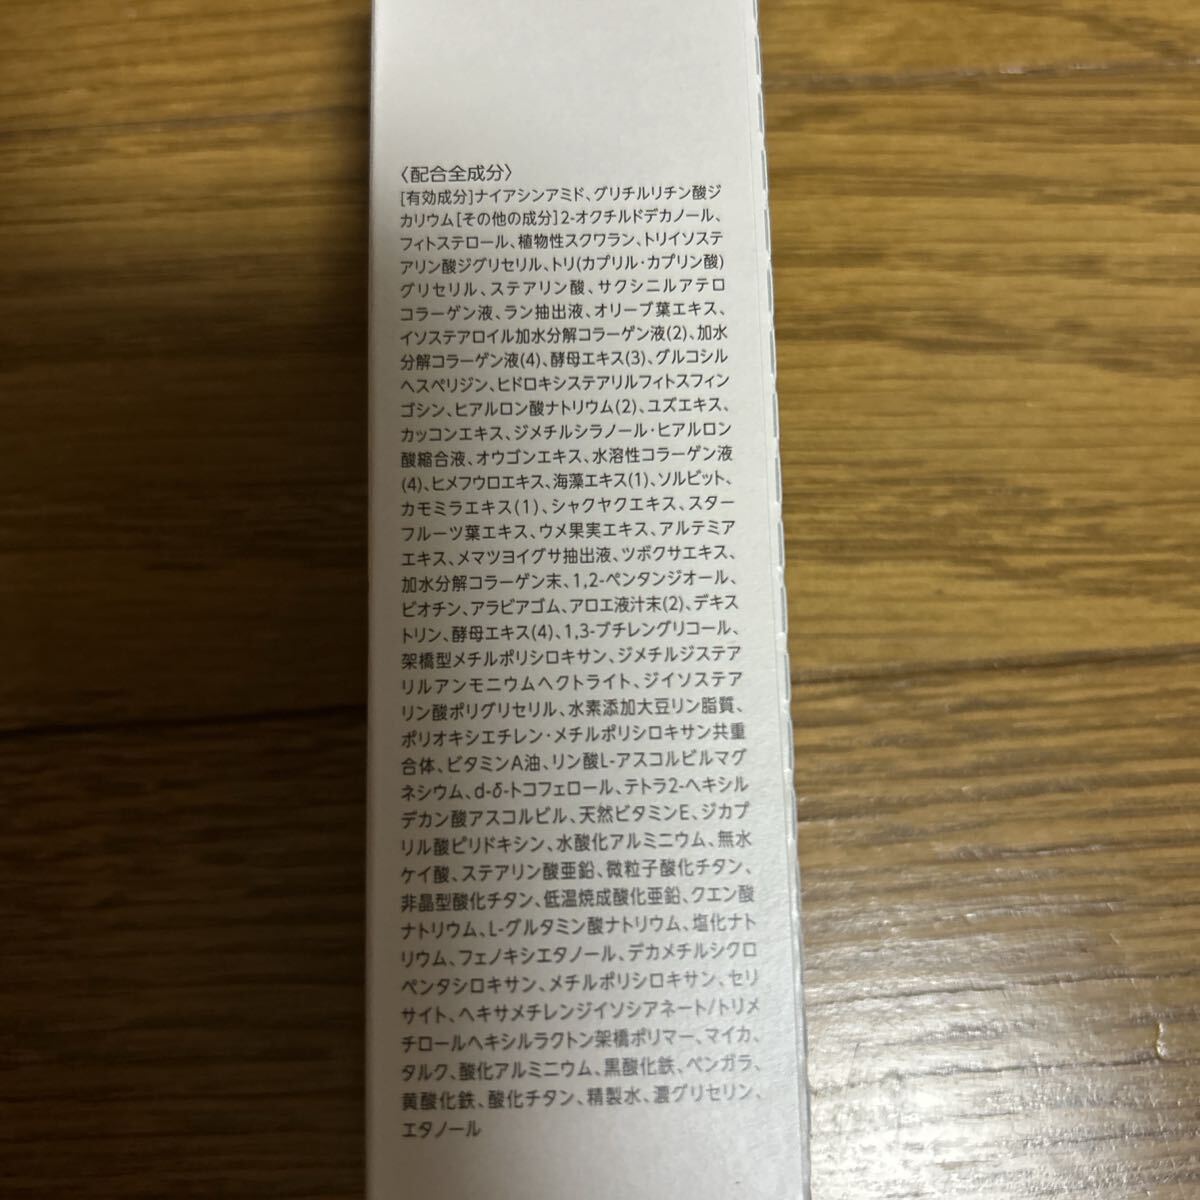 〈配合全成分〉
[有効成分]ナイアシンアミド、グリチルリチン酸ジ
カリウム[その他の成分]2-オクチルドデカノール、
フィトステロール、植物性スクワラン、トリイソステ
アリン酸ジグリセリル、トリ(カプリル・カプリン酸)
グリセリル、ステアリン酸、サクシニルアテロ
コラーゲン液、ラン抽出液、オリーブ葉エキス、
イソステアロイル加水分解コラーゲン液(2)、加水
分解コラーゲン液(4)、酵母エキス(3)、グルコシル
ヘスペリジン、ヒドロキシステアリルフィトスフィン
ゴシン、ヒアルロン酸ナトリウム(2)、ユズエキス、
カッコンエキス、ジメチルシラノール・ヒアルロン
酸縮合液、オウゴンエキス、水溶性コラーゲン液
(4)、ヒメフウロエキス、海藻エキス(1)、ソルビット、
カモミラエキス(1)、シャクヤクエキス、スター
フルーツ葉エキス、ウメ果実エキス、アルテミア
エキス、メマツヨイグサ抽出液、ツボクサエキス、
加水分解コラーゲン末、1,2-ペンタンジオール、
ビオチン、アラビアゴム、アロエ液汁末(2)、デキス
トリン、酵母エキス(4)、1,3-ブチレングリコール、
架橋型メチルポリシロキサン、ジメチルジステア
リルアンモニウムヘクトライト、ジイソステア
リン酸ポリグリセリル、水素添加大豆リン脂質、
ポリオキシエチレン・メチルポリシロキサン共重
合体、ビタミンA油、リン酸L-アスコルビルマグ
ネシウム、d-δ-トコフェロール、テトラ2-ヘキシル
デカン酸アスコルビル、天然ビタミンE、ジカプ
リル酸ピリドキシン、水酸化アルミニウム、無水
ケイ酸、ステアリン酸亜鉛、微粒子酸化チタン、
非晶型酸化チタン、低温焼成酸化亜鉛、クエン酸
ナトリウム、L-グルタミン酸ナトリウム、塩化ナト
リウム、フェノキシエタノール、デカメチルシクロ
ペンタシロキサン、メチルポリシロキサン、セリ
サイト、ヘキサメチレンジイソシアネート/トリメ
チロールヘキシルラクトン架橋ポリマー、マイカ、
タルク、酸化アルミニウム、黒酸化鉄、ベンガラ、
黄酸化鉄、酸化チタン、精製水、濃グリセリン、
エタノール